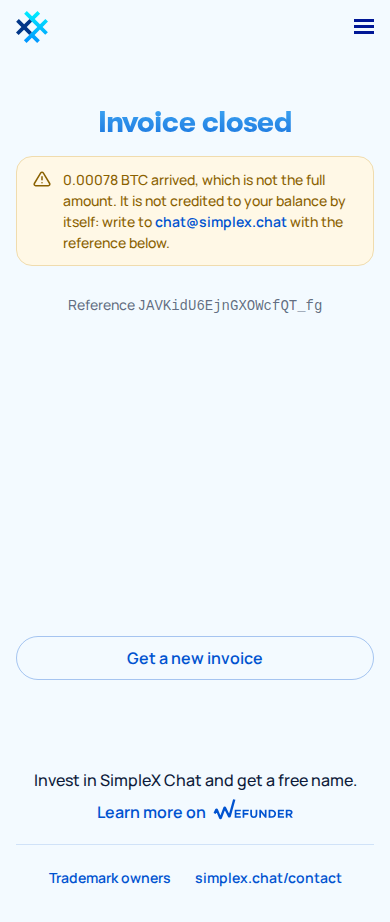 Invoice closed
0.00078 BTC arrived, which is not the full
amount. It is not credited to your balance by
itself: write to chat@simplex.chat with the
reference below.
Reference JAVKidU6EjnGXOWcfQT_fg
Get a new invoice
Invest in SimpleX Chat and get a free name.
Learn more on WEFUNDER
Trademark owners simplex.chat/contact